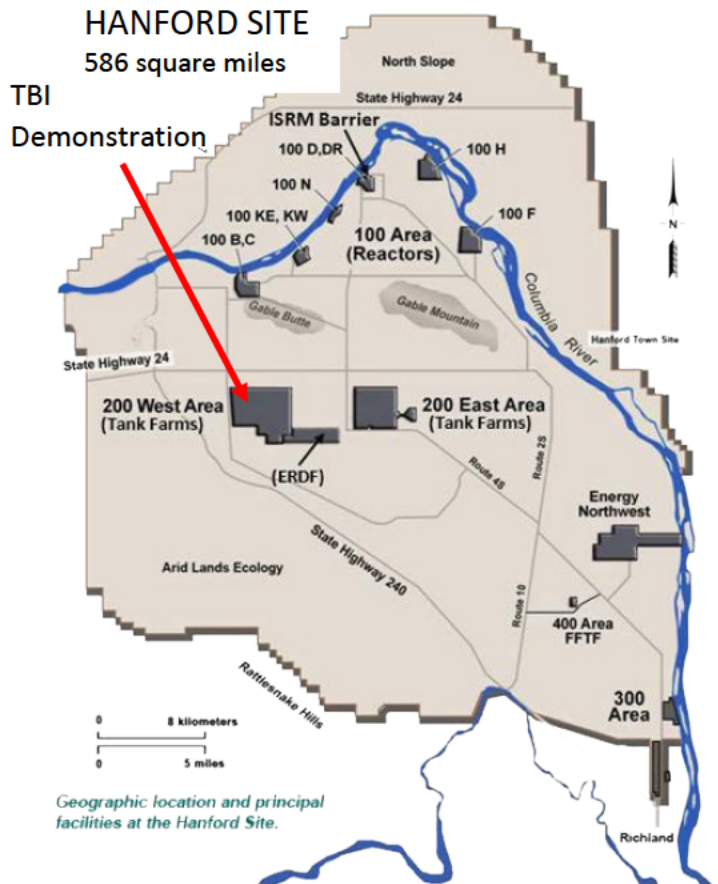 HANFORD SITE
586 square miles
TBI
Demonstration
North Slope
State Highway 24
ISRM Barrier
100 D,DR
100 H
100 N
100 KE, KW
100 F
100 B,C
100 Area
(Reactors)
N
Columbia
River
Gable Butte
Gable Mountain
Hanford Town Site
State Highway 24
200 West Area
(Tank Farms)
200 East Area
(Tank Farms)
(ERDF)
Route 2S
Route 4S
Energy
Northwest
State Highway 240
Arid Lands Ecology
Route 10
400 Area
FFTF
Rattlesnake Hills
300
Area
0 8 kilometers
0 5 miles
Geographic location and principal
facilities at the Hanford Site.
Richland